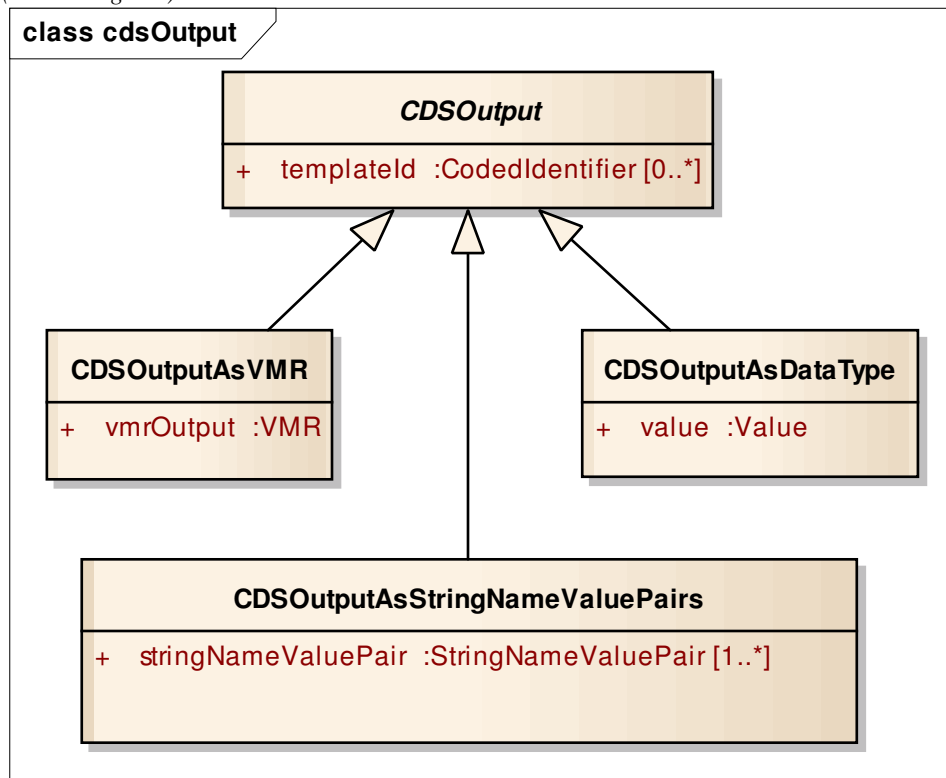 class cdsOutput
CDSOutput
+ templateId :CodedIdentifier [0..*]
CDSOutputAsVMR
+ vmrOutput :VMR
CDSOutputAsDataType
+ value :Value
CDSOutputAsStringNameValuePairs
+ stringNameValuePair :StringNameValuePair [1..*]